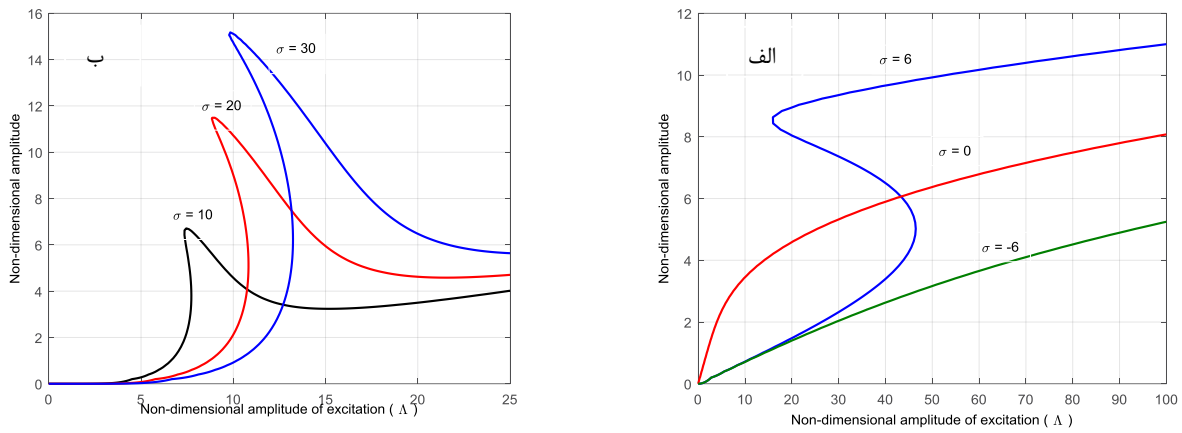 16
14
12
10
8
6
4
2
0
0 5 10 15 20 25
Non-dimensional amplitude
Non-dimensional amplitude of excitation ( Λ )
ب
σ = 30
σ = 20
σ = 10
12
10
8
6
4
2
0
0 10 20 30 40 50 60 70 80 90 100
Non-dimensional amplitude
Non-dimensional amplitude of excitation ( Λ )
الف
σ = 6
σ = 0
σ = -6